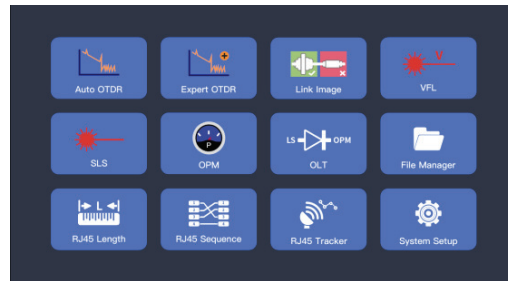 Auto OTDR
Expert OTDR
Link Image
V
VFL
SLS
P
OPM
LS OPM
OLT
File Manager
L
RJ45 Length
RJ45 Sequence
RJ45 Tracker
System Setup